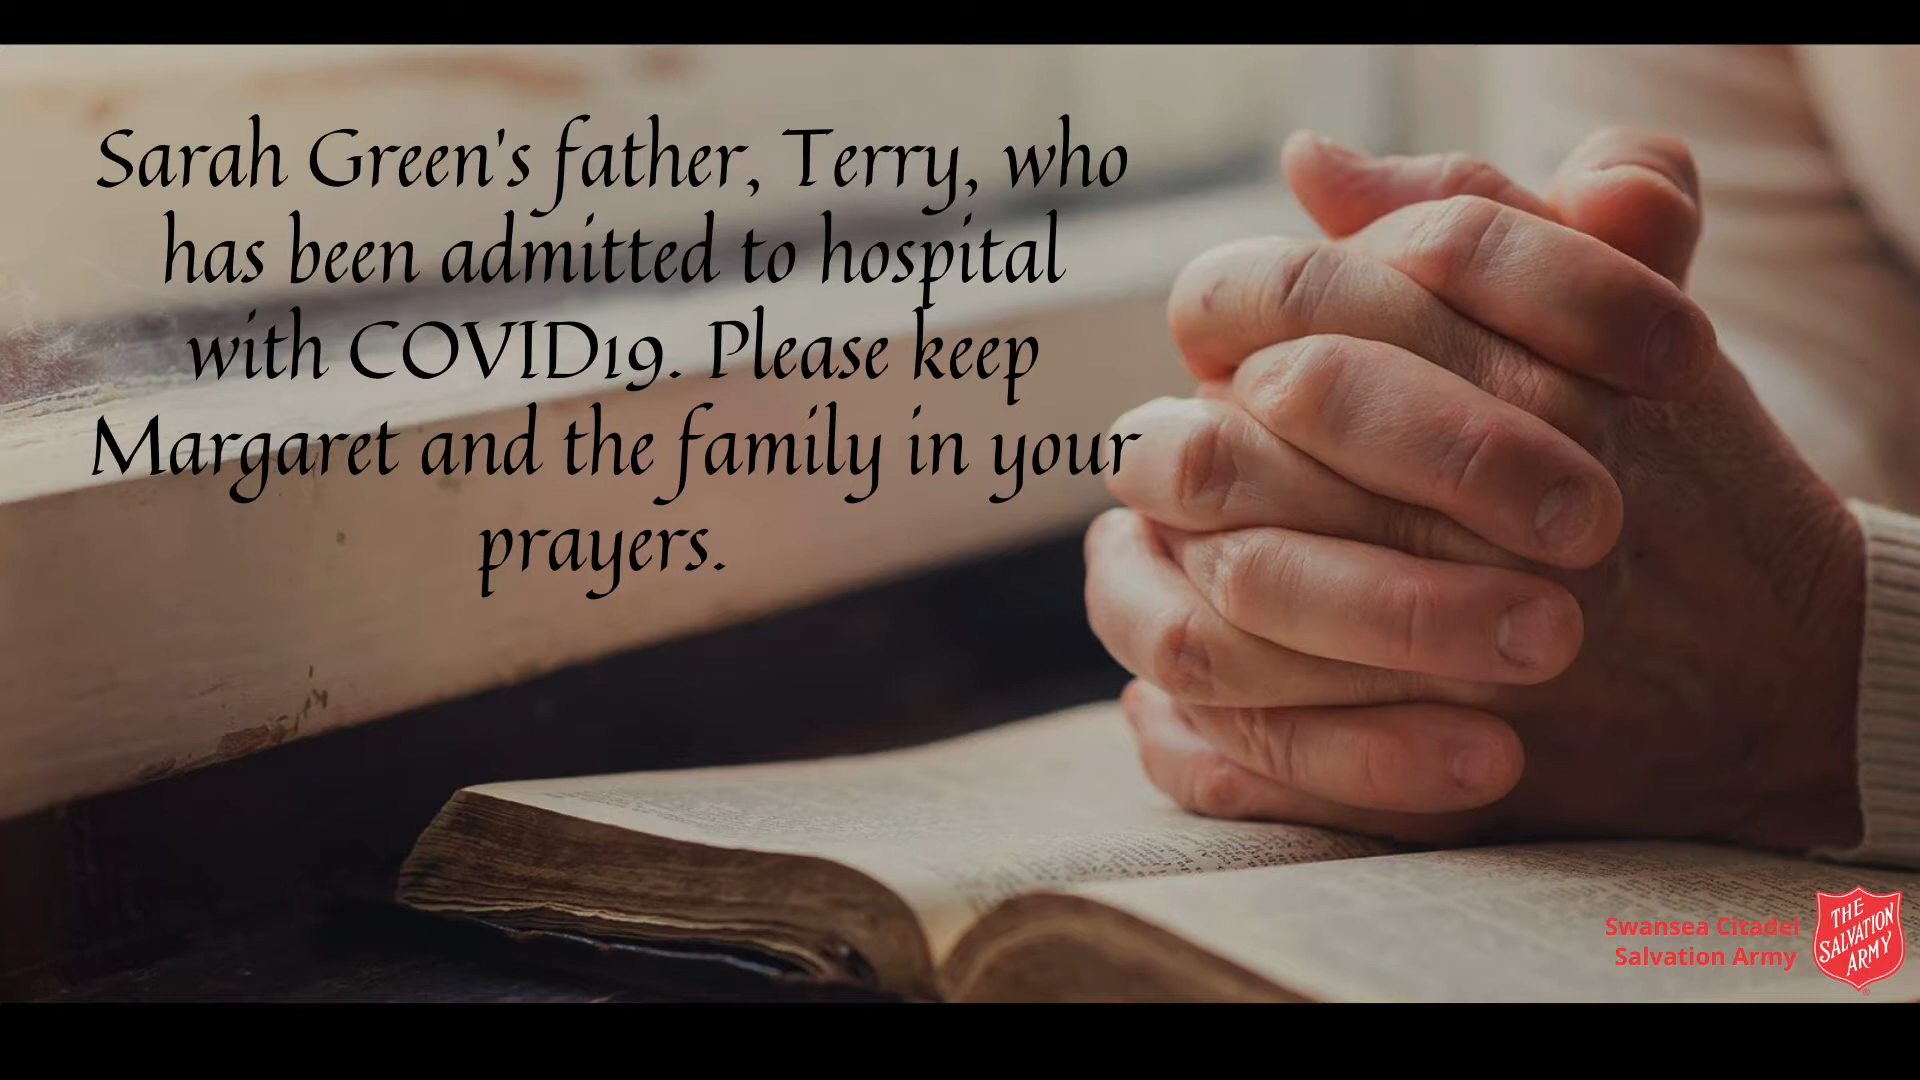 Sarah Green's father, Terry, who
has been admitted to hospital
with COVID19. Please keep
Margaret and the family in your
prayers.
Swansea Citadel
Salvation Army
THE
SALVATION
ARMY